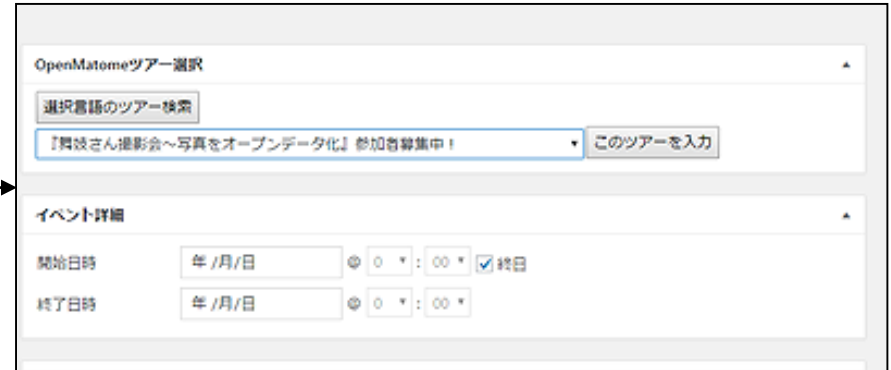 OpenMatomeツアー選択
選択言語のツアー検索
『舞妓さん撮影会～写真をオープンデータ化』参加者募集中！ このツアーを入力
イベント詳細
開始日時 年 /月/日 @ 0 : 00 終日
終了日時 年 /月/日 @ 0 : 00